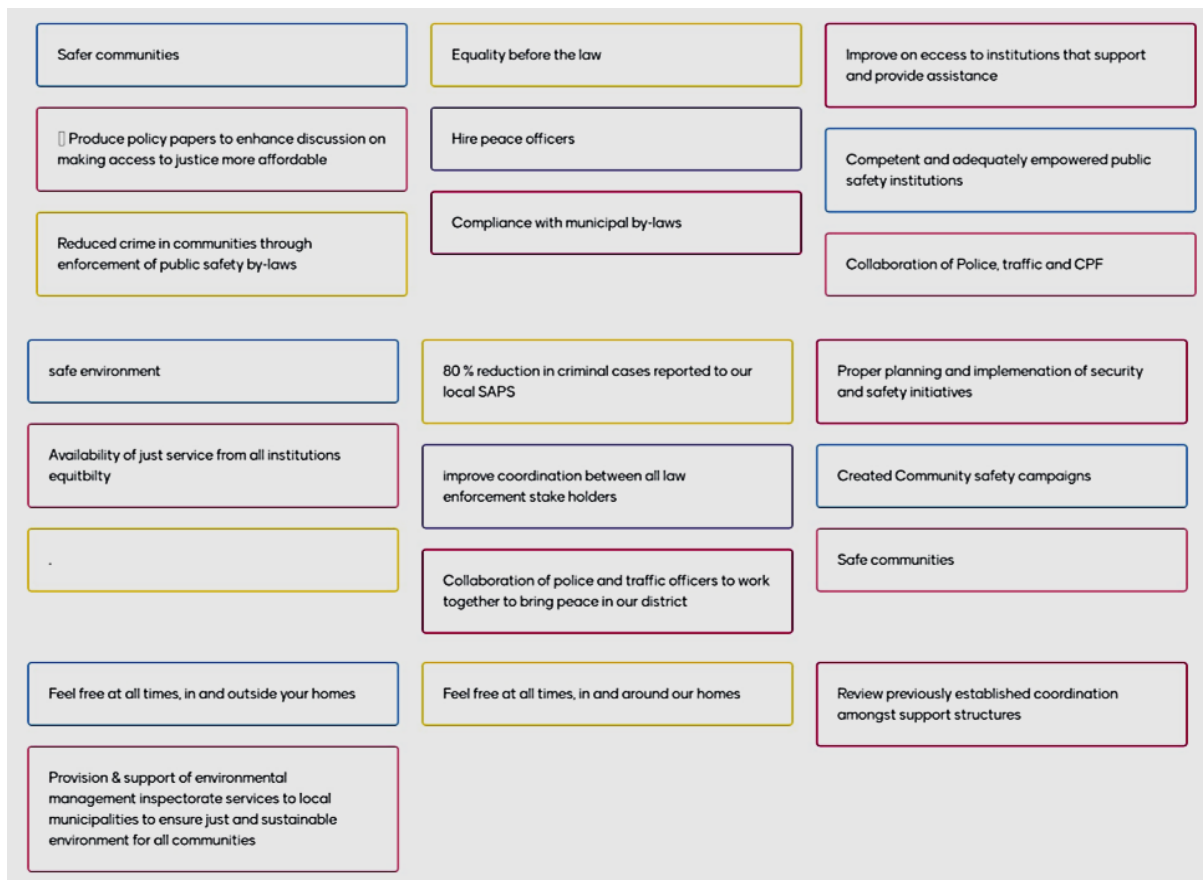 Safer communities
▯ Produce policy papers to enhance discussion on
making access to justice more affordable
Reduced crime in communities through
enforcement of public safety by-laws
Equality before the law
Hire peace officers
Compliance with municipal by-laws
Improve on eccess to institutions that support
and provide assistance
Competent and adequately empowered public
safety institutions
Collaboration of Police, traffic and CPF
safe environment
Availability of just service from all institutions
equitbilty
.
80 % reduction in criminal cases reported to our
local SAPS
improve coordination between all law
enforcement stake holders
Collaboration of police and traffic officers to work
together to bring peace in our district
Proper planning and implemenation of security
and safety initiatives
Created Community safety campaigns
Safe communities
Feel free at all times, in and outside your homes
Provision & support of environmental
management inspectorate services to local
municipalities to ensure just and sustainable
environment for all communities
Feel free at all times, in and around our homes
Review previously established coordination
amongst support structures